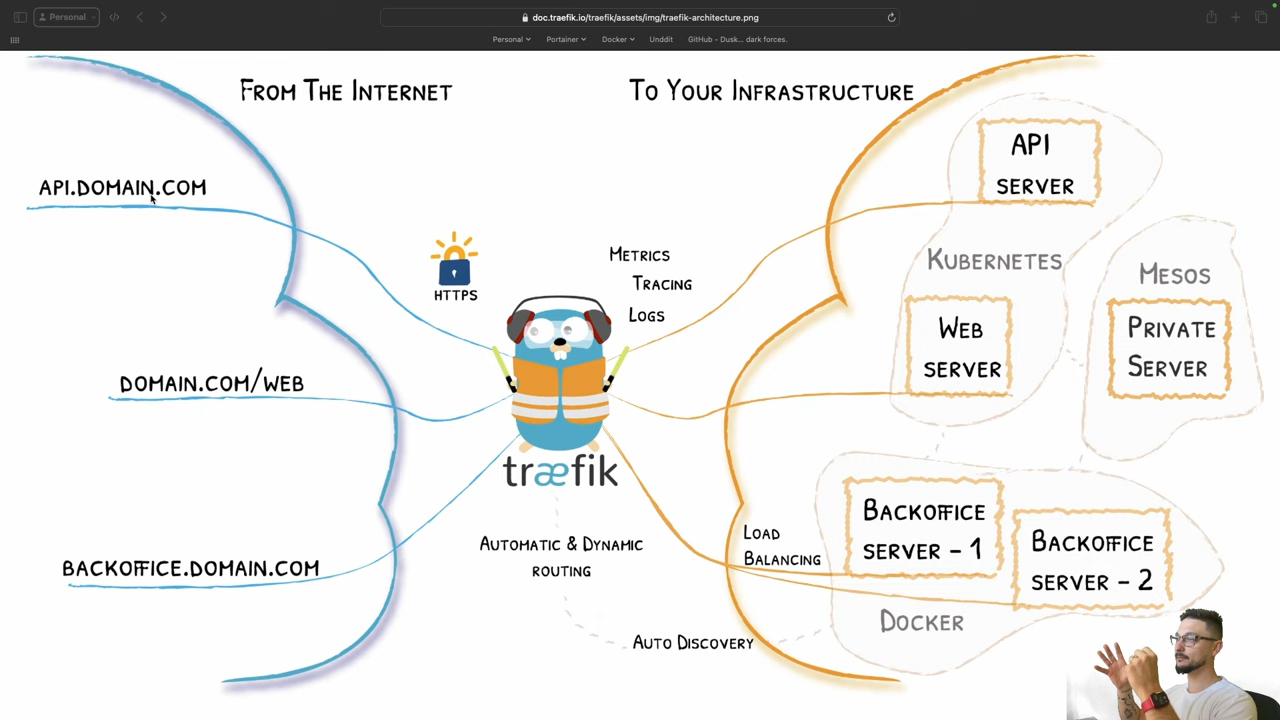 Personal
doc.traefik.io/traefik/assets/img/traefik-architecture.png
Personal
Portainer
Docker
Unddit
GitHub - Dusk... dark forces.
FROM THE INTERNET
TO YOUR INFRASTRUCTURE
API.DOMAIN.COM
DOMAIN.COM/WEB
BACKOFFICE.DOMAIN.COM
HTTPS
METRICS
TRACING
LOGS
træfik
AUTOMATIC & DYNAMIC
ROUTING
AUTO DISCOVERY
LOAD
BALANCING
API
SERVER
KUBERNETES
WEB
SERVER
MESOS
PRIVATE
SERVER
BACKOFFICE
SERVER - 1
BACKOFFICE
SERVER - 2
DOCKER